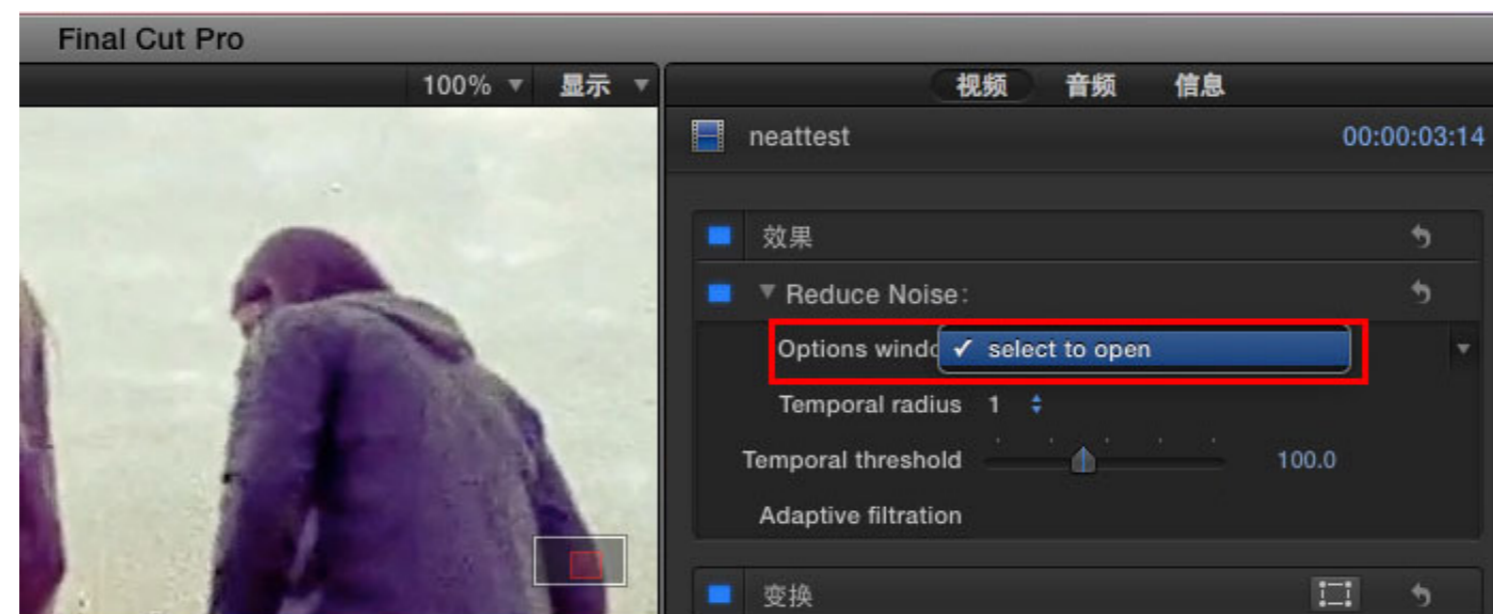 Final Cut Pro
100% 显示
视频 音频 信息
neattest 00:00:03:14
效果
Reduce Noise:
Options windo ✓ select to open
Temporal radius 1
Temporal threshold 100.0
Adaptive filtration
变换